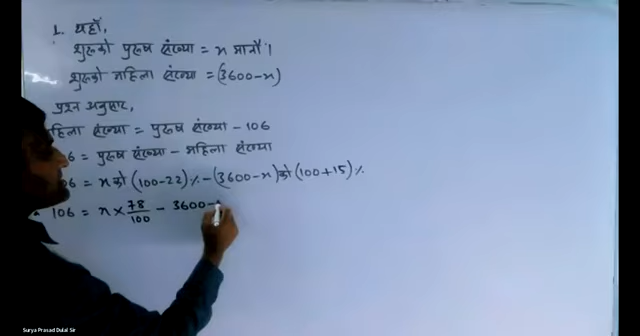 1. यहाँ,
शुरूको पुरूष संख्या = x मानौं।
शुरूको महिला संख्या = (3600-x)
प्रश्न अनुसार,
हिला संख्या = पुरूष संख्या - 106
6 = पुरूष संख्या - महिला संख्या
06 = x को (100-22)% - (3600-x)को (100+15)%
106 = x × 78/100 - 3600-
Surya Prasad Dulal Sir